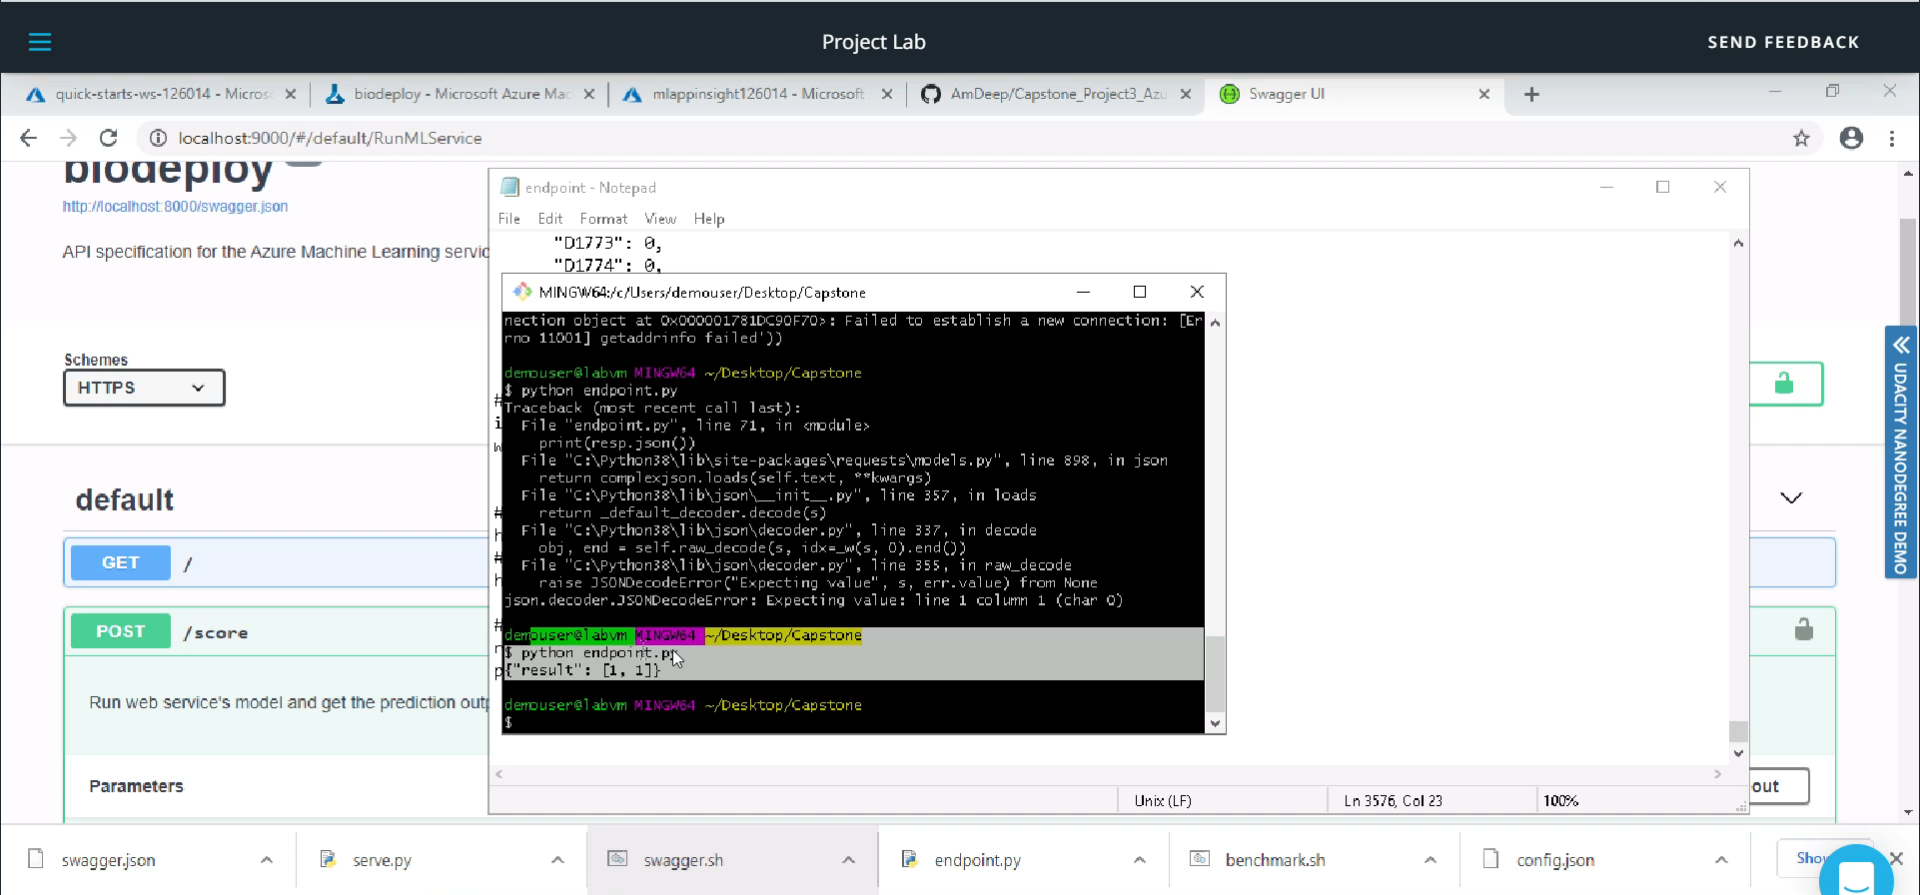 Project Lab
SEND FEEDBACK
quick-starts-ws-126014 - Micros
biodeploy - Microsoft Azure Mac
mlappinsight126014 - Microsoft
AmDeep/Capstone_Project3_Azu
Swagger UI
localhost:9000/#/default/RunMLService
biodeploy
http://localhost:8000/swagger.json
API specification for the Azure Machine Learning servic
Schemes
HTTPS
default
GET /
POST /score
Run web service's model and get the prediction outp
Parameters
endpoint - Notepad
File Edit Format View Help
"D1773": 0,
"D1774": 0,
MINGW64:/c/Users/demouser/Desktop/Capstone
nection object at 0x000001781DC90F70>: Failed to establish a new connection: [Er
rno 11001] getaddrinfo failed'))
demouser@labvm MINGW64 ~/Desktop/Capstone
$ python endpoint.py
Traceback (most recent call last):
File "endpoint.py", line 71, in <module>
print(resp.json())
File "C:\Python38\lib\site-packages\requests\models.py", line 898, in json
return complexjson.loads(self.text, **kwargs)
File "C:\Python38\lib\json\__init__.py", line 357, in loads
return _default_decoder.decode(s)
File "C:\Python38\lib\json\decoder.py", line 337, in decode
obj, end = self.raw_decode(s, idx=_w(s, 0).end())
File "C:\Python38\lib\json\decoder.py", line 355, in raw_decode
raise JSONDecodeError("Expecting value", s, err.value) from None
json.decoder.JSONDecodeError: Expecting value: line 1 column 1 (char 0)
demouser@labvm MINGW64 ~/Desktop/Capstone
$ python endpoint.py
{"result": [1, 1]}
demouser@labvm MINGW64 ~/Desktop/Capstone
$
Unix (LF)
Ln 3576, Col 23
100%
out
UDACITY NANODEGREE DEMO
swagger.json
serve.py
swagger.sh
endpoint.py
benchmark.sh
config.json